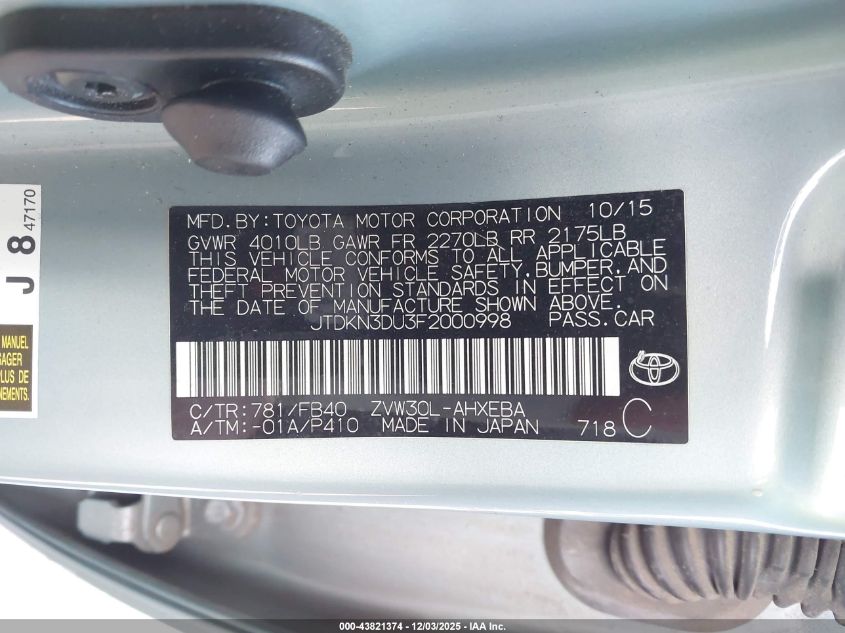 MFD. BY: TOYOTA MOTOR CORPORATION 10/15
GVWR 4010LB GAWR FR 2270LB RR 2175LB
THIS VEHICLE CONFORMS TO ALL APPLICABLE
FEDERAL MOTOR VEHICLE SAFETY, BUMPER, AND
THEFT PREVENTION STANDARDS IN EFFECT ON
THE DATE OF MANUFACTURE SHOWN ABOVE.
JTDKN3DU3F2000998 PASS. CAR
C/TR: 781/FB40 ZVW30L-AHXEBA
A/TM: -01A/P410 MADE IN JAPAN 718 C
J 8 47170
MANUEL
SAGER
PLUS DE
NEMENTS.
000-43821374 - 12/03/2025 - IAA Inc.